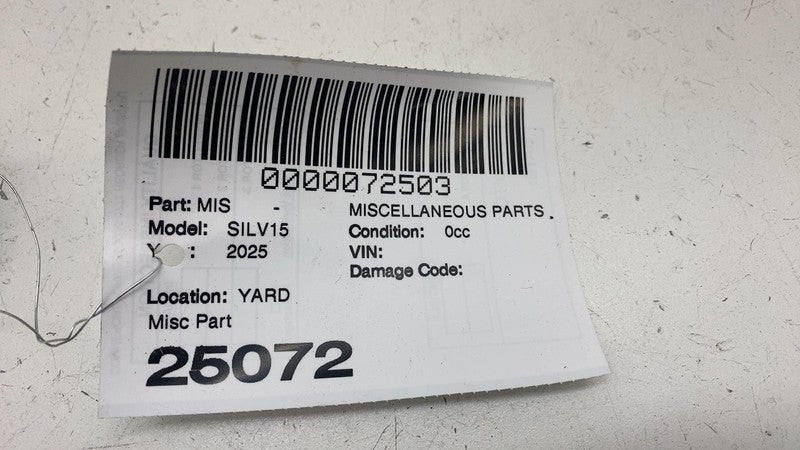 0000072503
Part: MIS - MISCELLANEOUS PARTS .
Model: SILV15 Condition: 0cc
Y : 2025 VIN:
Damage Code:
Location: YARD
Misc Part
25072